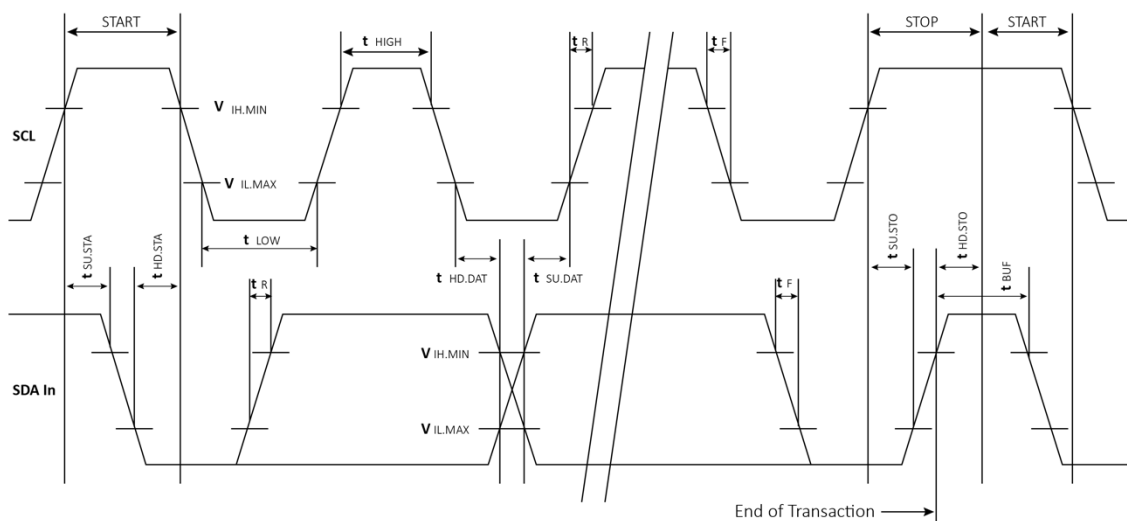 START
STOP
START
t HIGH
t R
t F
V IH.MIN
SCL
V IL.MAX
t LOW
t SU.STA
t HD.STA
t HD.DAT
t SU.DAT
t SU.STO
t HD.STO
t R
t F
t BUF
V IH.MIN
SDA In
V IL.MAX
End of Transaction